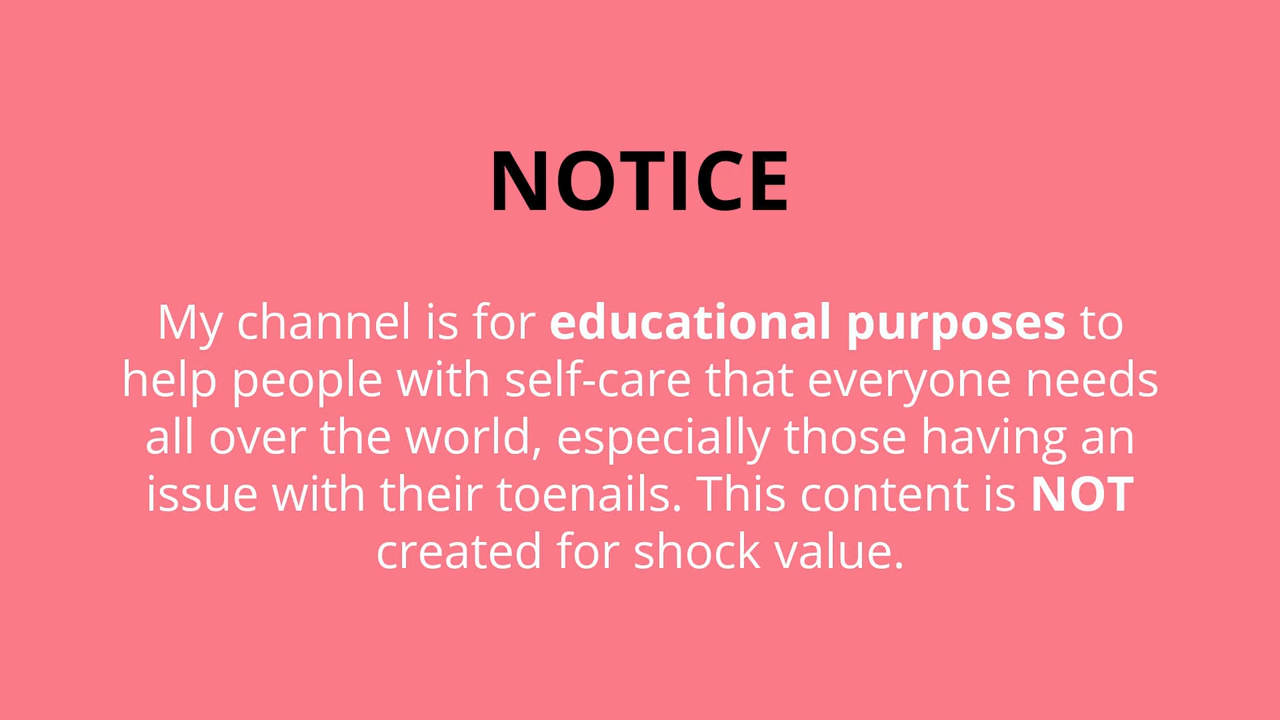 NOTICE
My channel is for educational purposes to
help people with self-care that everyone needs
all over the world, especially those having an
issue with their toenails. This content is NOT
created for shock value.